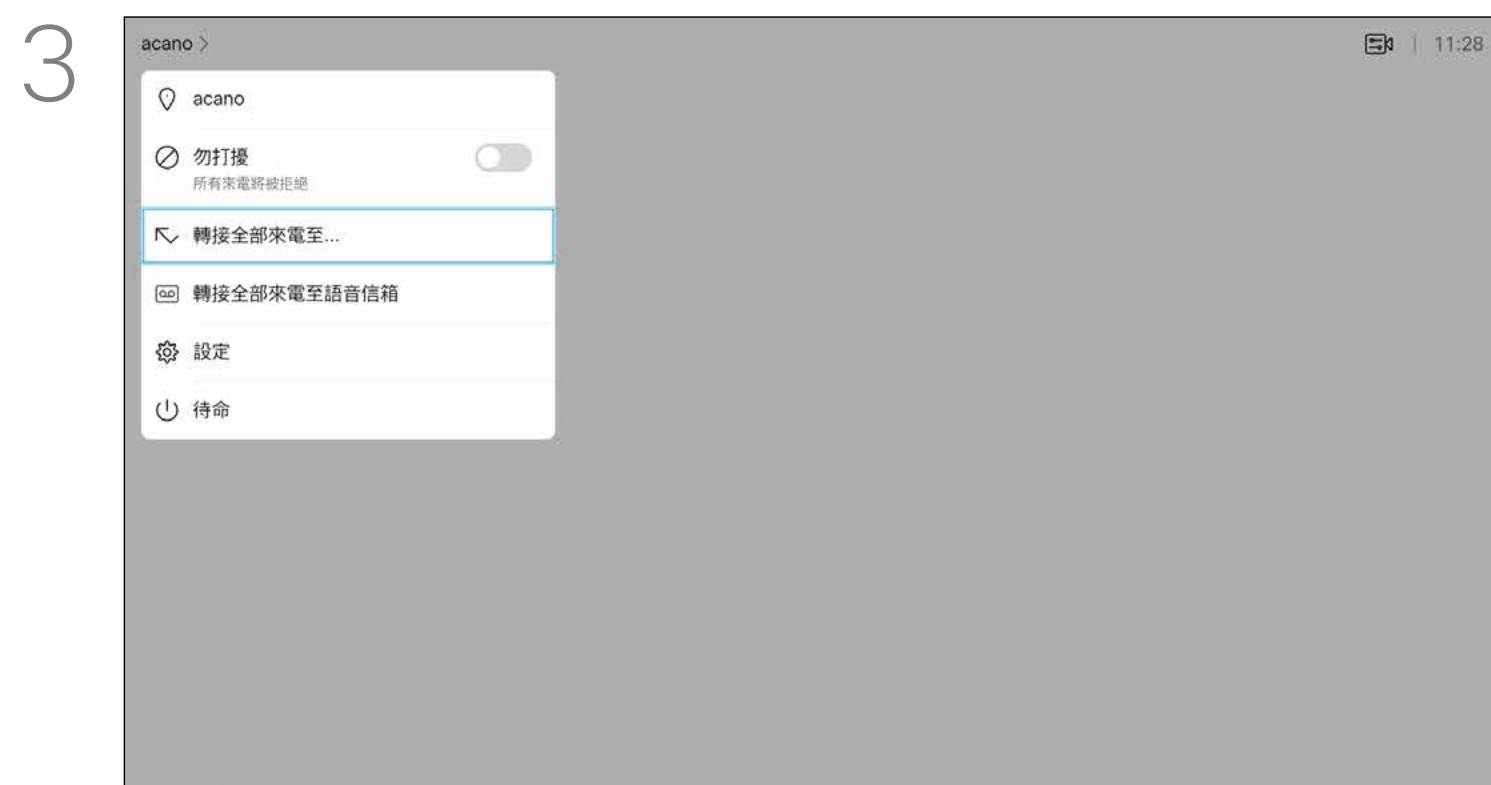 3
acano >
11:28
acano
勿打擾
所有來電將被拒絕
轉接全部來電至...
轉接全部來電至語音信箱
設定
待命